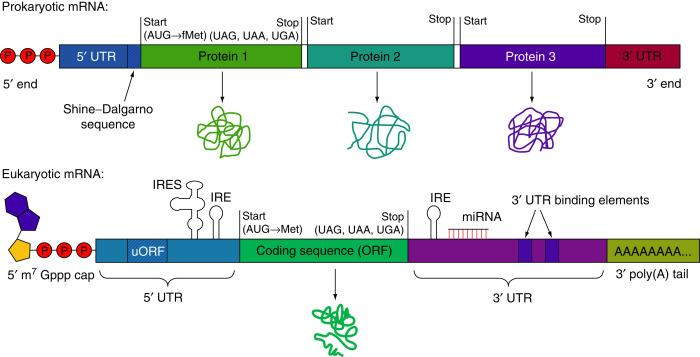 Prokaryotic mRNA:
Start Stop Start Stop Start Stop
(AUG→fMet) (UAG, UAA, UGA)
P P P 5′ UTR Protein 1 Protein 2 Protein 3 3′ UTR
5′ end 3′ end
Shine–Dalgarno
sequence
Eukaryotic mRNA:
IRES IRE IRE 3′ UTR binding elements
Start Stop miRNA
(AUG→Met) (UAG, UAA, UGA)
P P P uORF Coding sequence (ORF) AAAAAAAA...
5′ m7 Gppp cap 3′ poly(A) tail
5′ UTR 3′ UTR